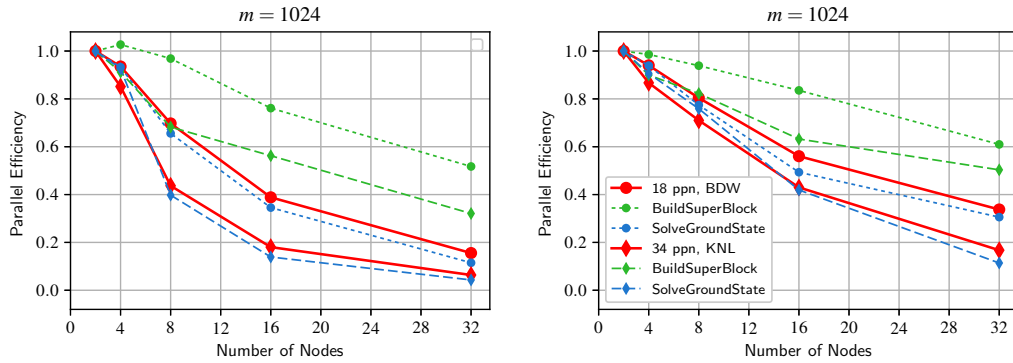 m = 1024
1.0
0.8
0.6
0.4
0.2
0.0
Parallel Efficiency
0 4 8 12 16 20 24 28 32
Number of Nodes
m = 1024
1.0
0.8
0.6
0.4
0.2
0.0
Parallel Efficiency
18 ppn, BDW
BuildSuperBlock
SolveGroundState
34 ppn, KNL
BuildSuperBlock
SolveGroundState
0 4 8 12 16 20 24 28 32
Number of Nodes